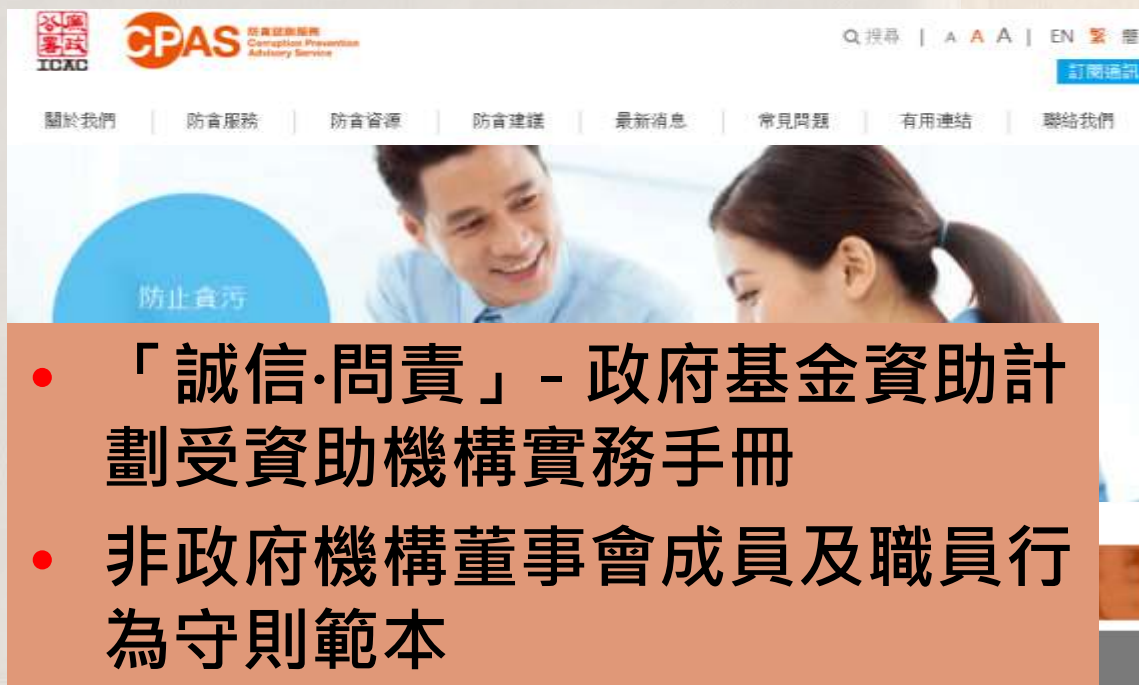 廉政公署
ICAC
CPAS 防貪諮詢服務
Corruption Prevention
Advisory Service
搜尋 | A A A | EN 繁 簡
訂閱通訊
關於我們 | 防貪服務 | 防貪資源 | 防貪建議 | 最新消息 | 常見問題 | 有用連結 | 聯絡我們
防止貪污
• 「誠信·問責」- 政府基金資助計
劃受資助機構實務手冊
• 非政府機構董事會成員及職員行
為守則範本